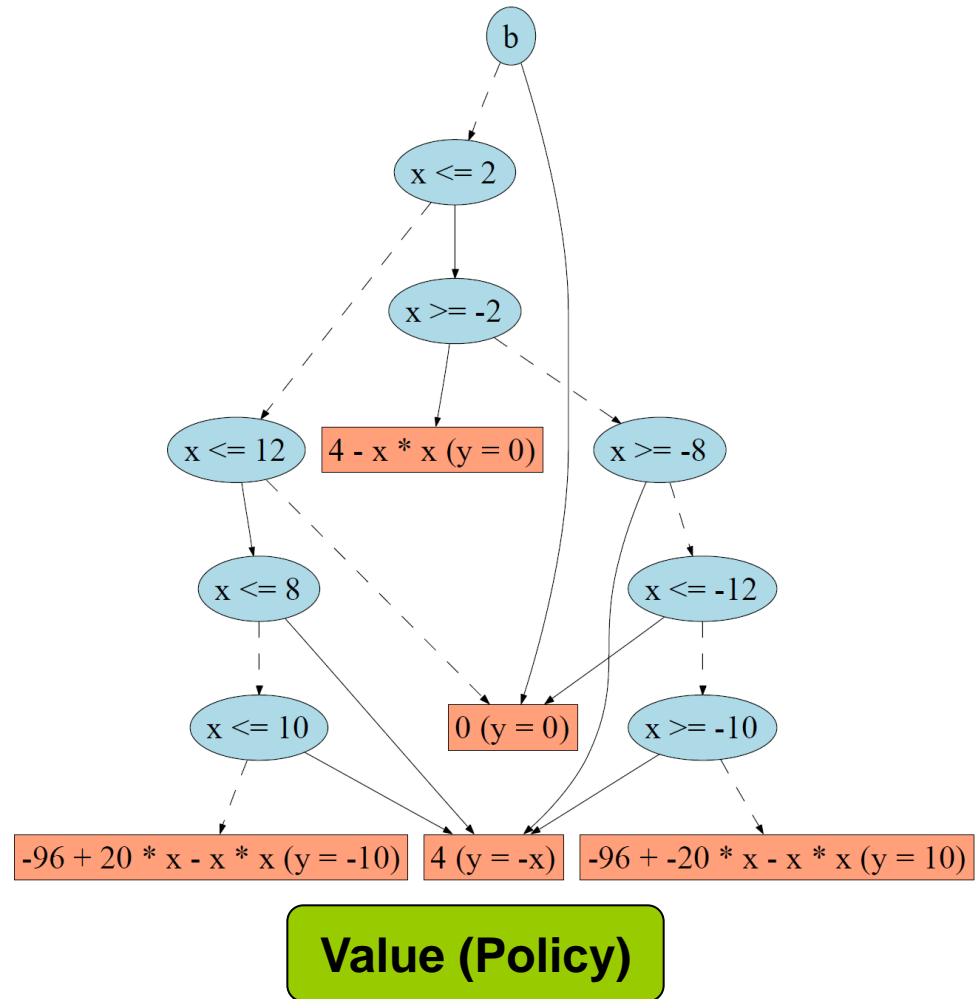 b
x <= 2
x >= -2
x <= 12
4 - x * x (y = 0)
x >= -8
x <= 8
x <= -12
x <= 10
0 (y = 0)
x >= -10
-96 + 20 * x - x * x (y = -10)
4 (y = -x)
-96 + -20 * x - x * x (y = 10)
Value (Policy)